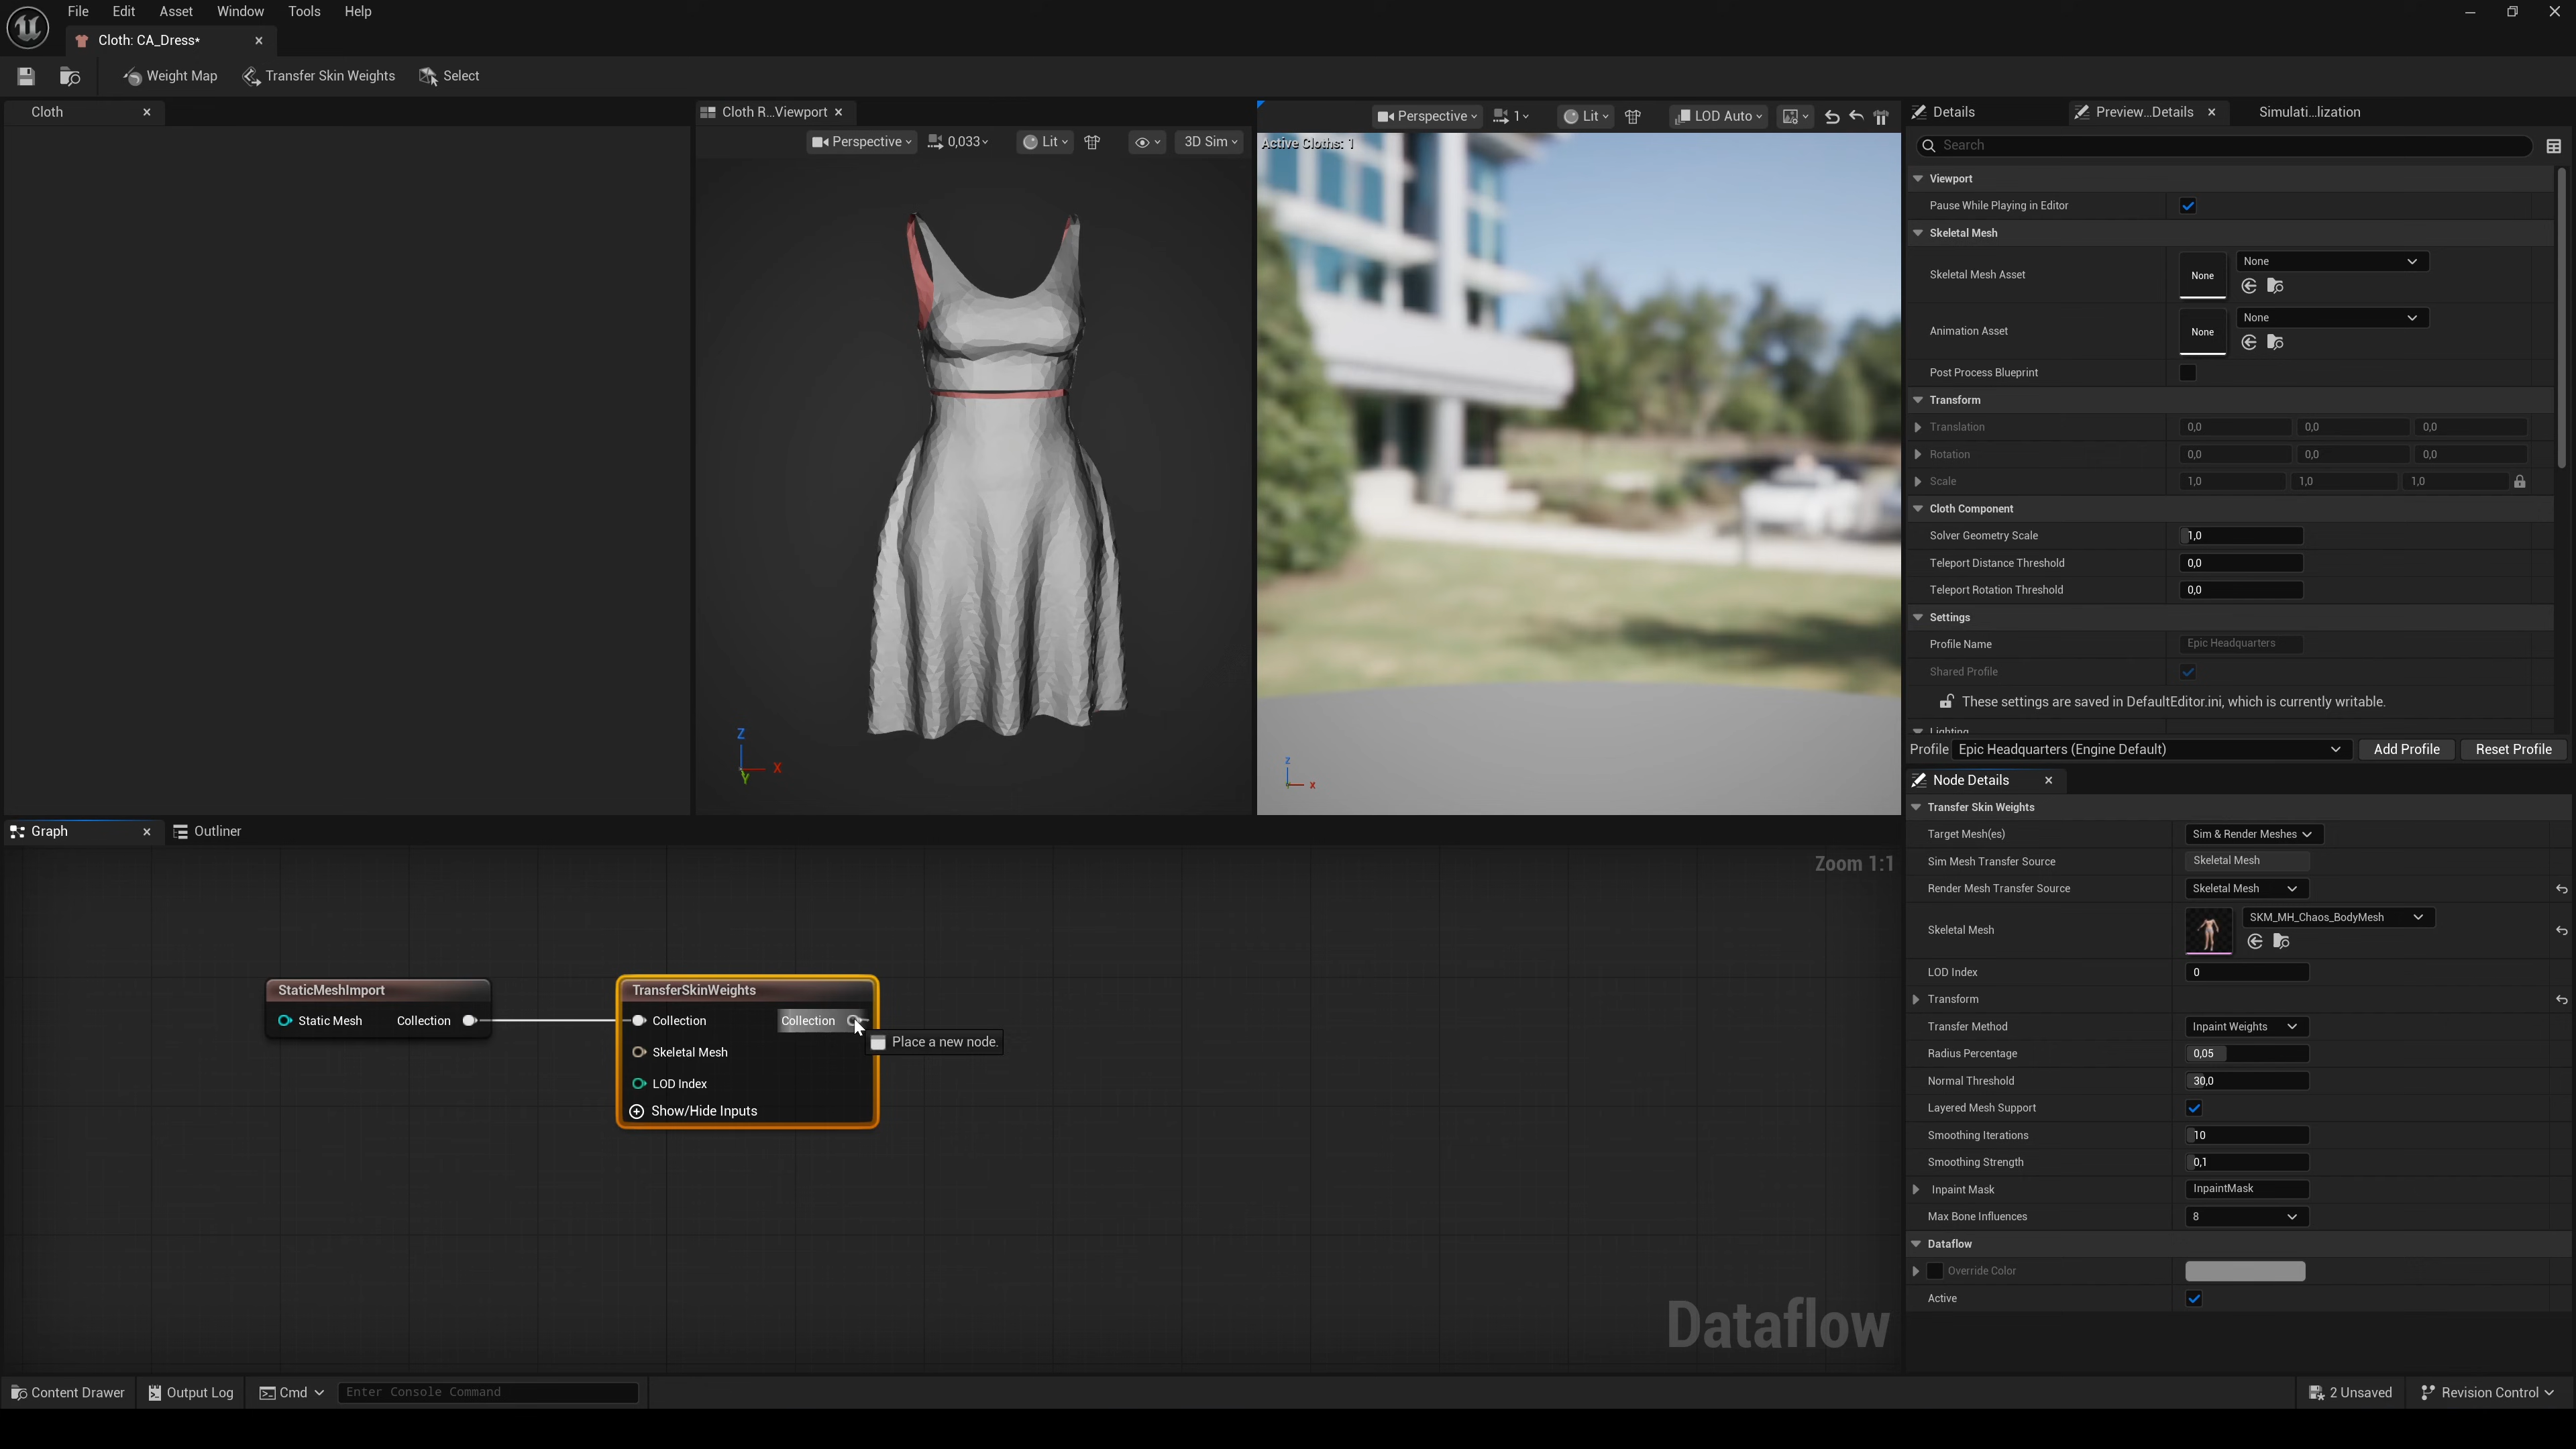 File Edit Asset Window Tools Help
Cloth: CA_Dress*
Weight Map Transfer Skin Weights Select
Cloth
Cloth R...Viewport
Details Preview...Details Simulati...lization
Perspective 0,033 Lit 3D Sim
Perspective 1 Lit LOD Auto
Active Cloths: 1
Z
X
Y
z
x
Search
Viewport
Pause While Playing in Editor
Skeletal Mesh
Skeletal Mesh Asset None None
Animation Asset None None
Post Process Blueprint
Transform
Translation 0,0 0,0 0,0
Rotation 0,0 0,0 0,0
Scale 1,0 1,0 1,0
Cloth Component
Solver Geometry Scale 1,0
Teleport Distance Threshold 0,0
Teleport Rotation Threshold 0,0
Settings
Profile Name Epic Headquarters
Shared Profile
These settings are saved in DefaultEditor.ini, which is currently writable.
Lighting
Profile Epic Headquarters (Engine Default) Add Profile Reset Profile
Node Details
Transfer Skin Weights
Target Mesh(es) Sim & Render Meshes
Sim Mesh Transfer Source Skeletal Mesh
Render Mesh Transfer Source Skeletal Mesh
Skeletal Mesh SKM_MH_Chaos_BodyMesh
LOD Index 0
Transform
Transfer Method Inpaint Weights
Radius Percentage 0,05
Normal Threshold 30,0
Layered Mesh Support
Smoothing Iterations 10
Smoothing Strength 0,1
Inpaint Mask InpaintMask
Max Bone Influences 8
Dataflow
Override Color
Active
Graph Outliner
Zoom 1:1
StaticMeshImport
Static Mesh Collection
TransferSkinWeights
Collection Collection
Skeletal Mesh
LOD Index
Show/Hide Inputs
Place a new node.
Dataflow
Content Drawer Output Log Cmd Enter Console Command
2 Unsaved Revision Control